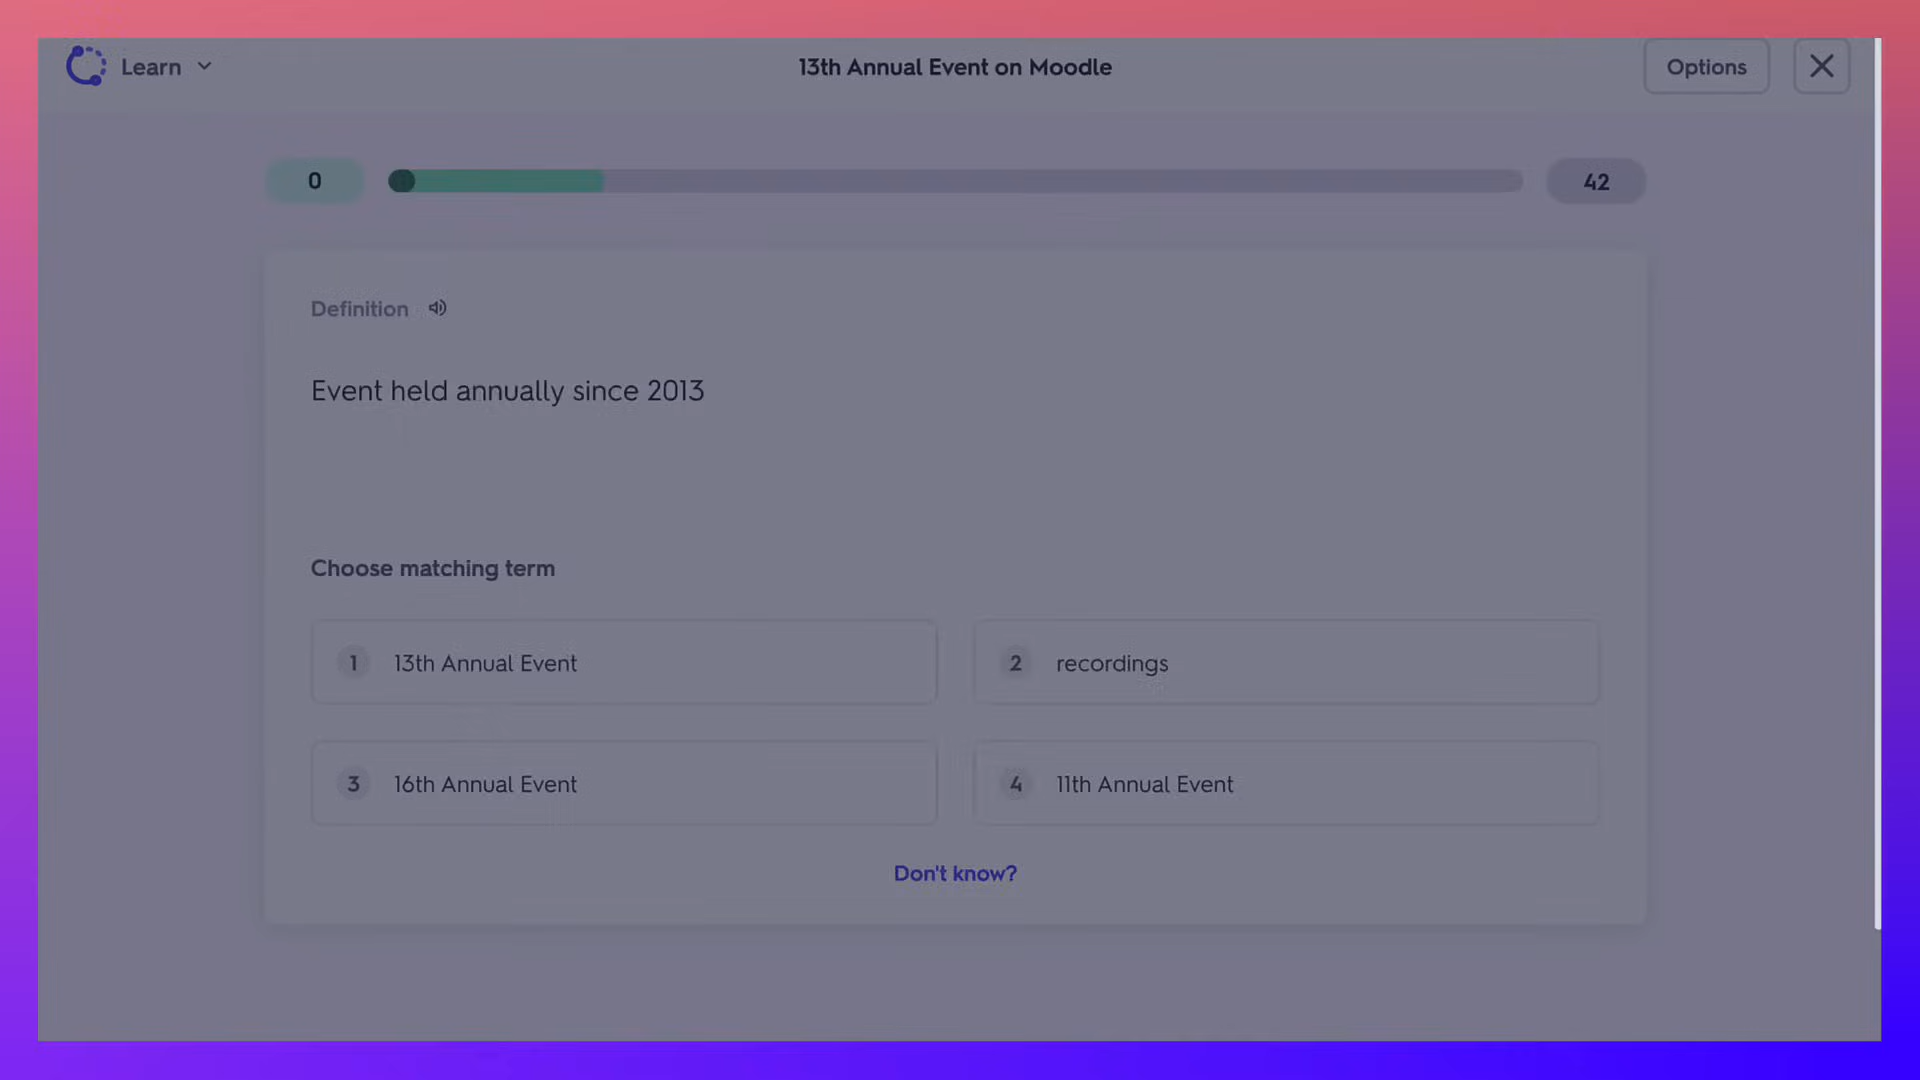 Learn
13th Annual Event on Moodle
Options
0
42
Definition
Event held annually since 2013
Choose matching term
1 13th Annual Event
2 recordings
3 16th Annual Event
4 11th Annual Event
Don't know?